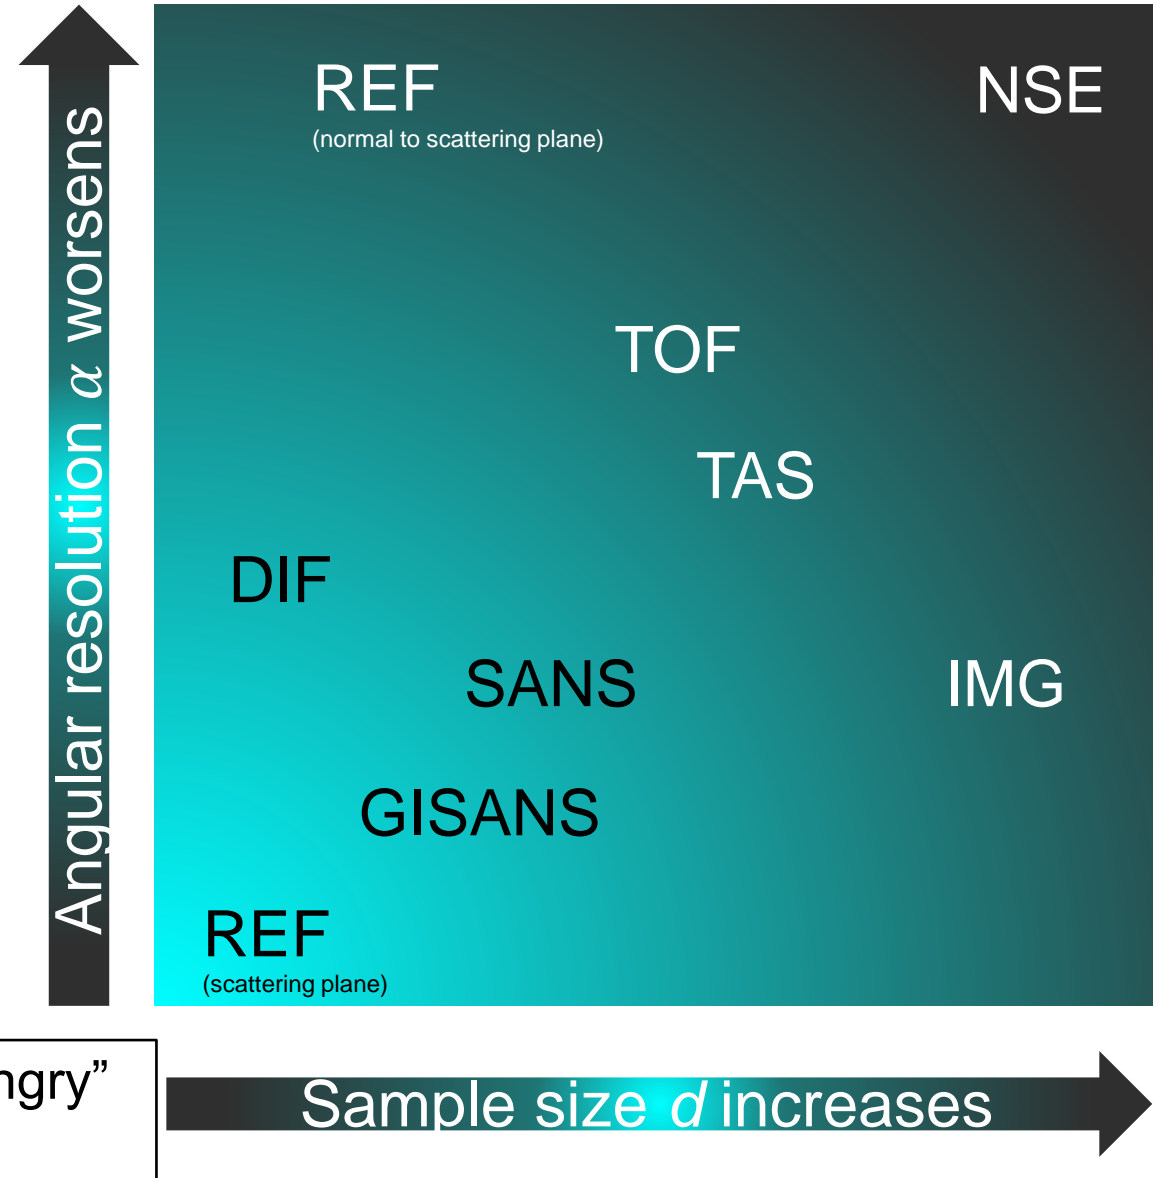 REF
(normal to scattering plane)
NSE
TOF
TAS
DIF
SANS
IMG
GISANS
REF
(scattering plane)
Angular resolution α worsens
ngry”
Sample size d increases